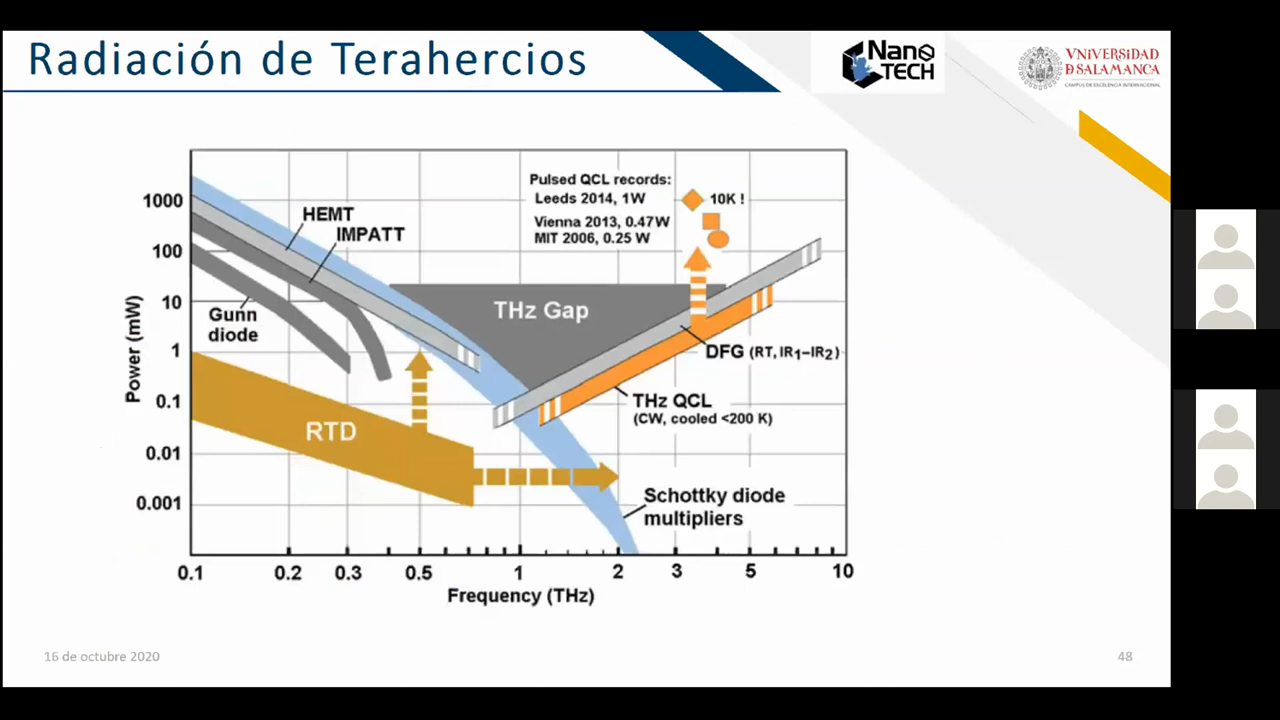 Radiación de Terahercios
Nano
TECH
VNiVERSiDAD
D SALAMANCA
CAMPUS DE EXCELENCIA INTERNACIONAL
Pulsed QCL records:
Leeds 2014, 1W
10K !
Vienna 2013, 0.47W
MIT 2006, 0.25 W
HEMT
IMPATT
Gunn
diode
THz Gap
DFG (RT, IR₁–IR₂)
THz QCL
(CW, cooled <200 K)
RTD
Schottky diode
multipliers
Power (mW)
1000
100
10
1
0.1
0.01
0.001
0.1 0.2 0.3 0.5 1 2 3 5 10
Frequency (THz)
16 de octubre 2020
48